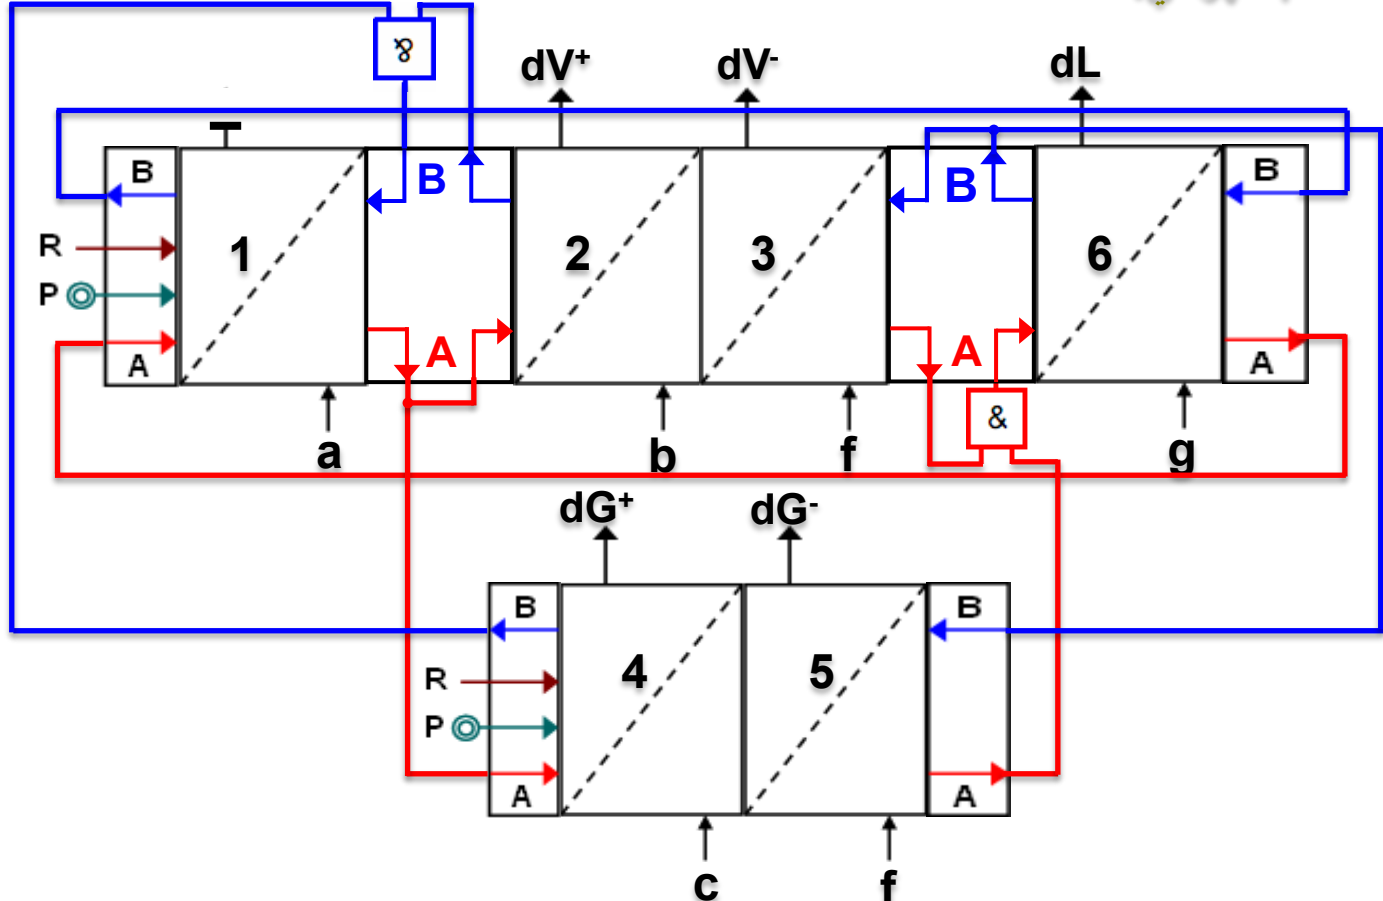 &
dV⁺ dV⁻ dL
B B B B
R
1 2 3 6
P
A A A A
&
a b f g
dG⁺ dG⁻
B B
R
4 5
P
A A
c f